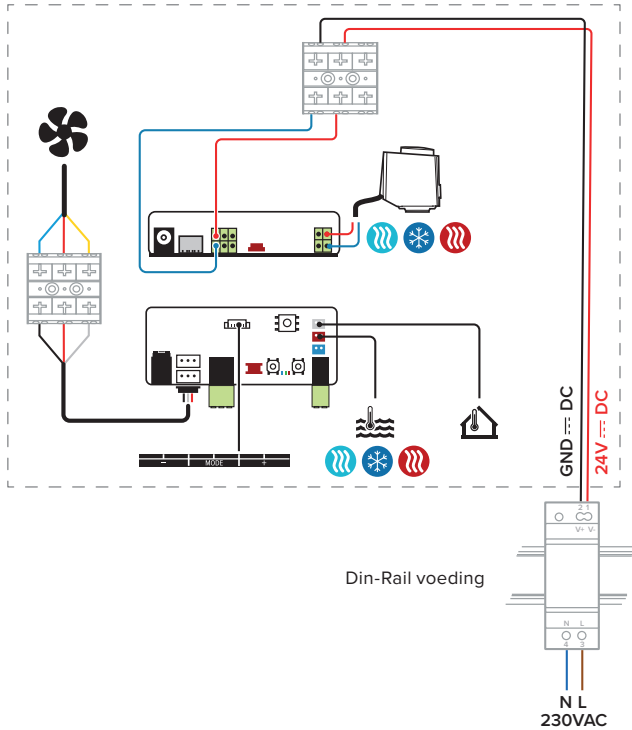 GND ⎓ DC
24V ⎓ DC
− MODE +
2 1
V+ V-
Din-Rail voeding
N L
4 3
N L
230VAC